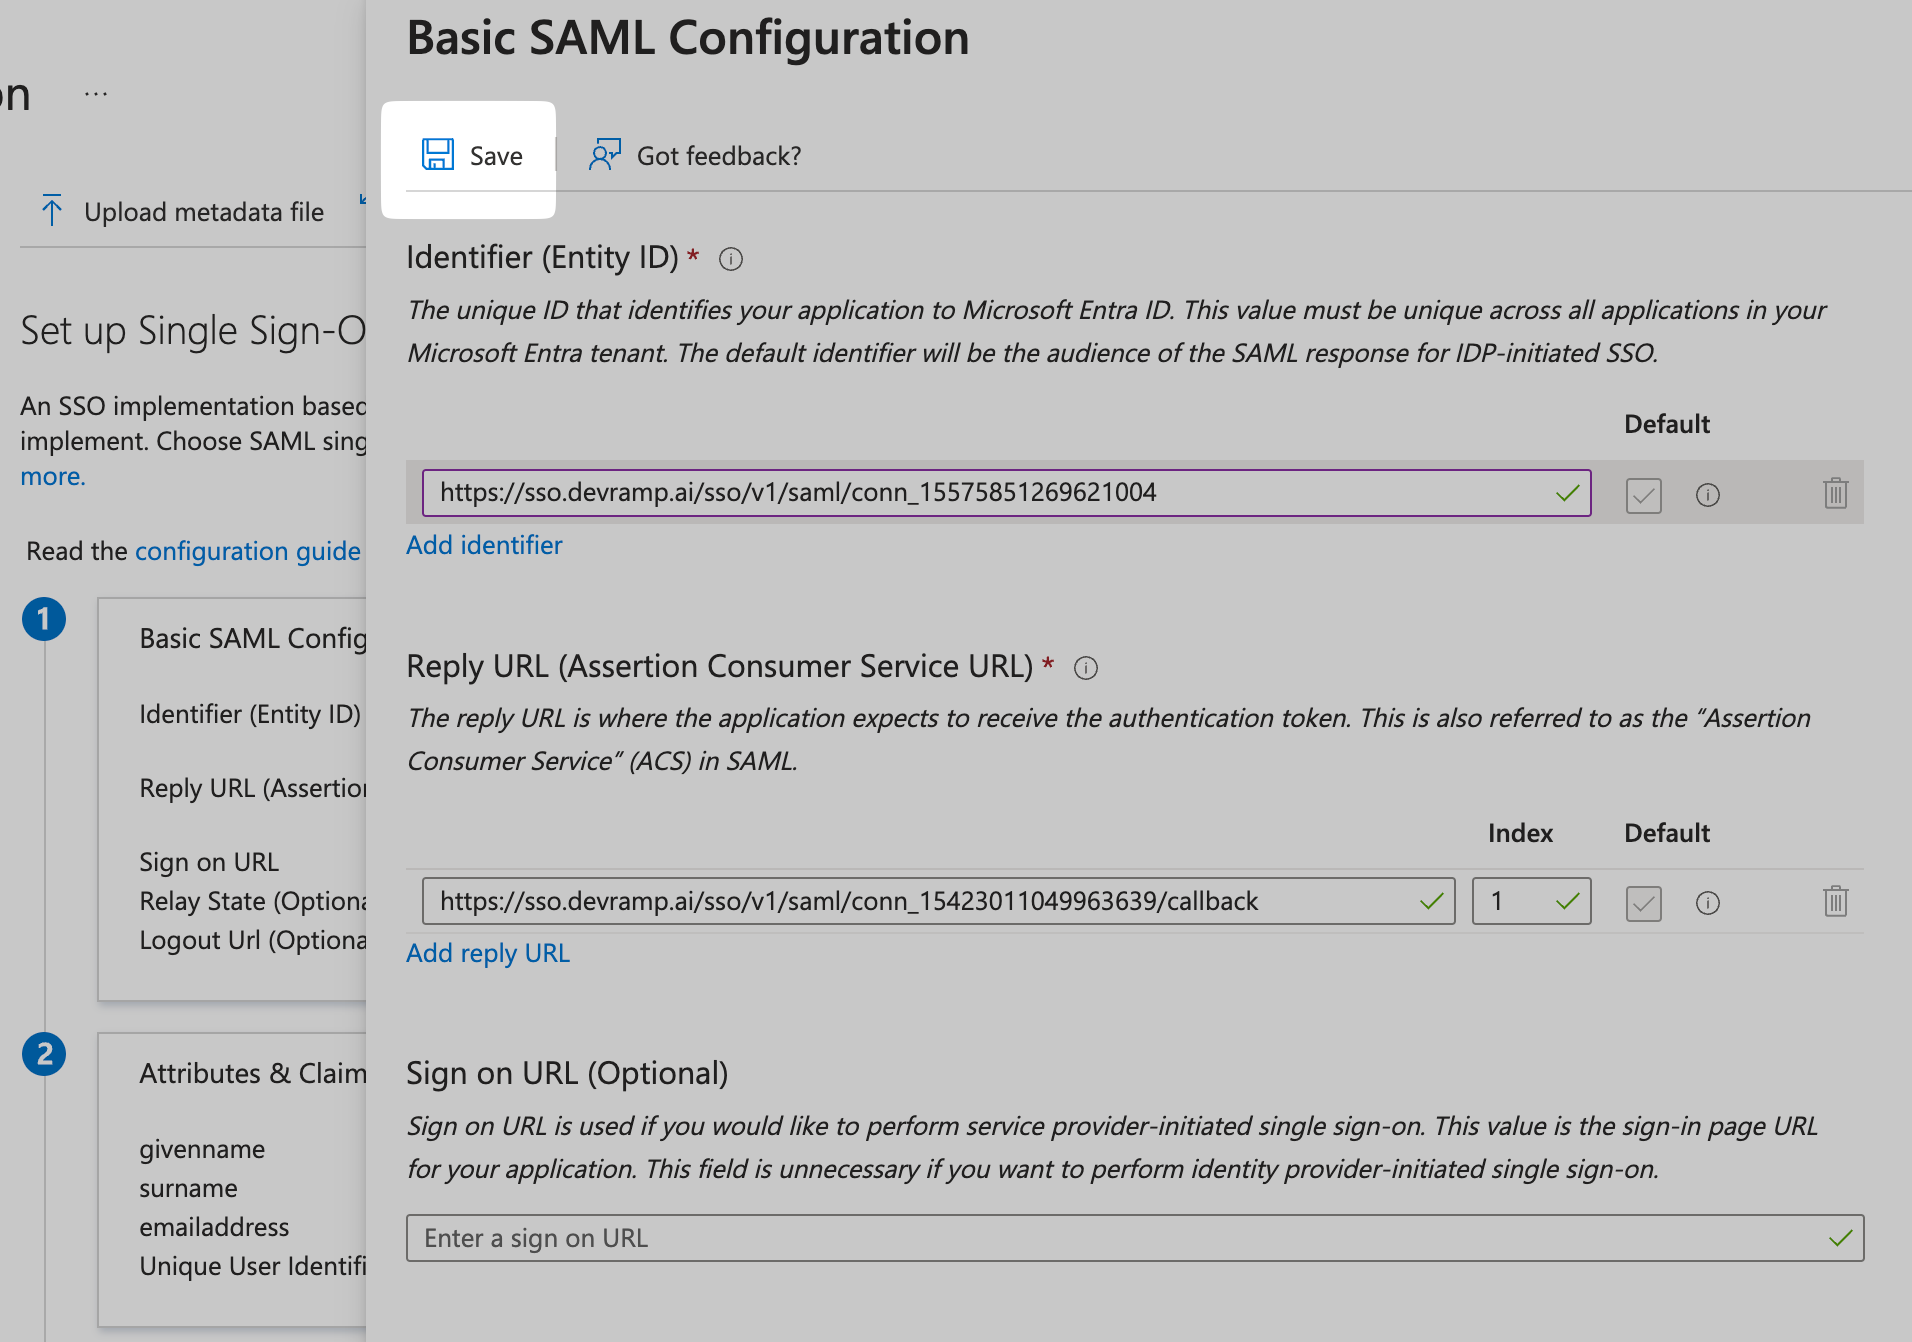 Basic SAML Configuration
on ...
Save
Got feedback?
Upload metadata file
Identifier (Entity ID) *
The unique ID that identifies your application to Microsoft Entra ID. This value must be unique across all applications in your
Microsoft Entra tenant. The default identifier will be the audience of the SAML response for IDP-initiated SSO.
Default
https://sso.devramp.ai/sso/v1/saml/conn_15575851269621004
Add identifier
Reply URL (Assertion Consumer Service URL) *
The reply URL is where the application expects to receive the authentication token. This is also referred to as the “Assertion
Consumer Service” (ACS) in SAML.
Index
Default
https://sso.devramp.ai/sso/v1/saml/conn_15423011049963639/callback
1
Add reply URL
Sign on URL (Optional)
Sign on URL is used if you would like to perform service provider-initiated single sign-on. This value is the sign-in page URL
for your application. This field is unnecessary if you want to perform identity provider-initiated single sign-on.
Enter a sign on URL
Set up Single Sign-O
An SSO implementation based
implement. Choose SAML sing
more.
Read the configuration guide
1
Basic SAML Config
Identifier (Entity ID)
Reply URL (Assertion
Sign on URL
Relay State (Optiona
Logout Url (Optiona
2
Attributes & Claim
givenname
surname
emailaddress
Unique User Identifi